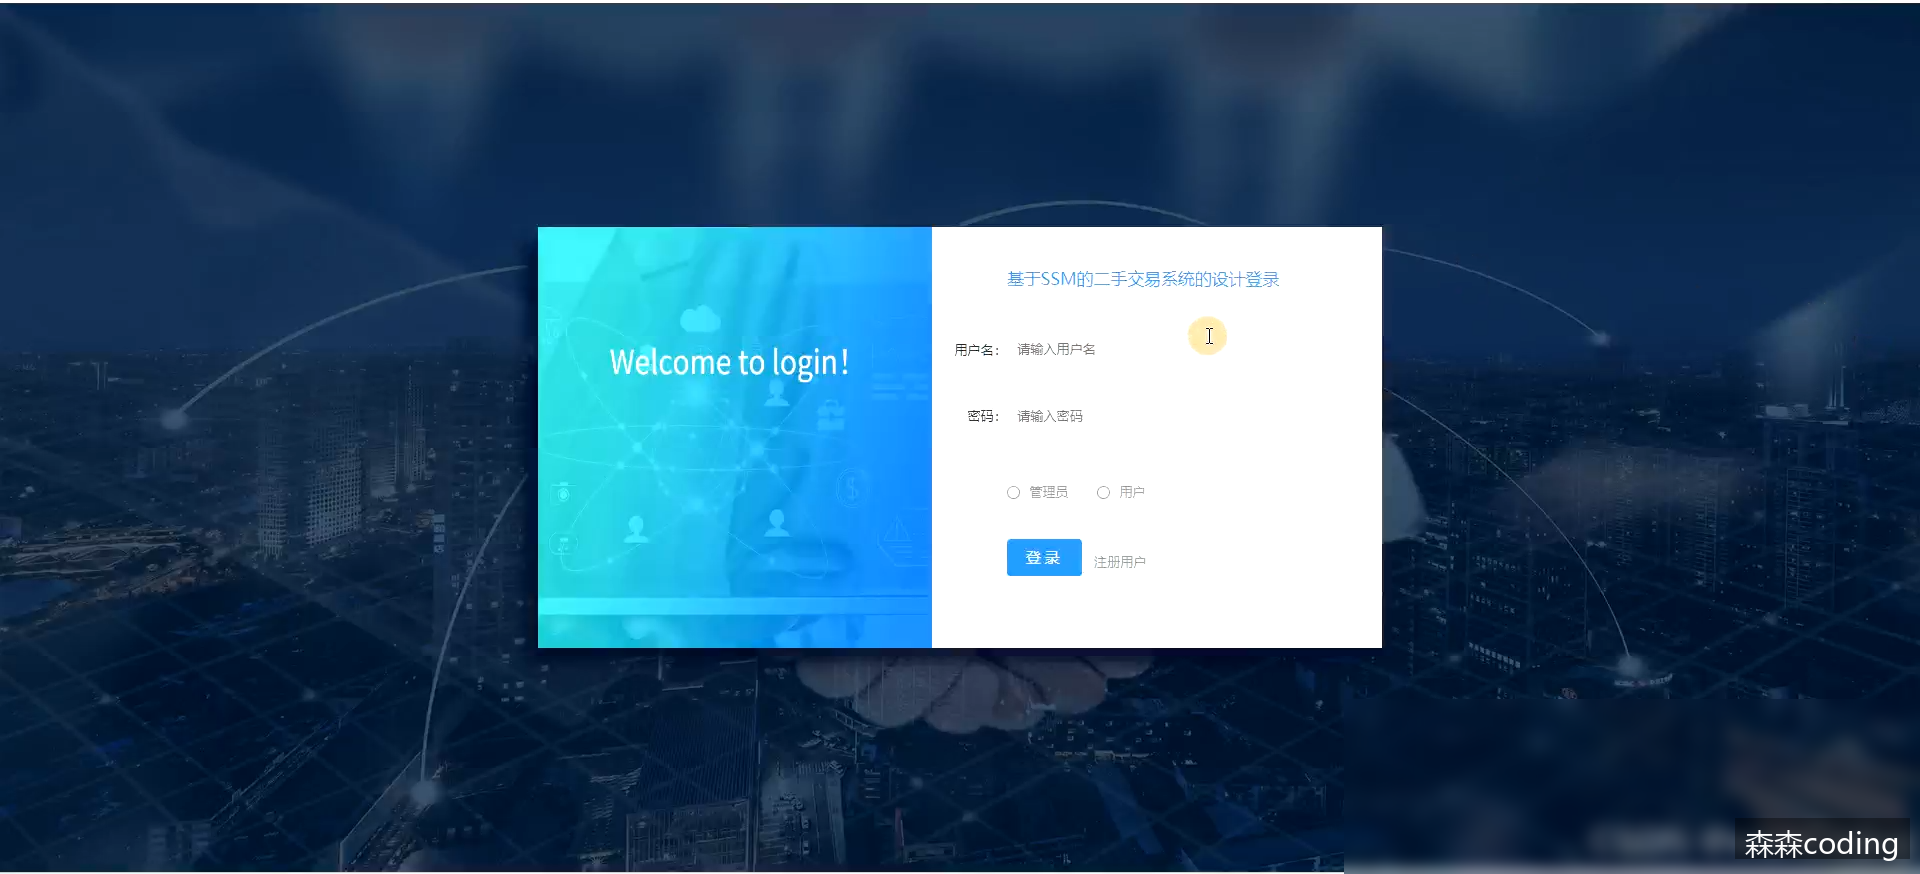 基于SSM的二手交易系统的设计登录
Welcome to login!
用户名： 请输入用户名
密码： 请输入密码
管理员 用户
登录 注册用户
森森coding